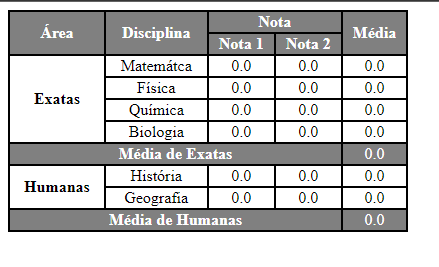 Área Disciplina Nota Média
Nota 1 Nota 2
Exatas Matemátca 0.0 0.0 0.0
Física 0.0 0.0 0.0
Química 0.0 0.0 0.0
Biologia 0.0 0.0 0.0
Média de Exatas 0.0
Humanas História 0.0 0.0 0.0
Geografia 0.0 0.0 0.0
Média de Humanas 0.0